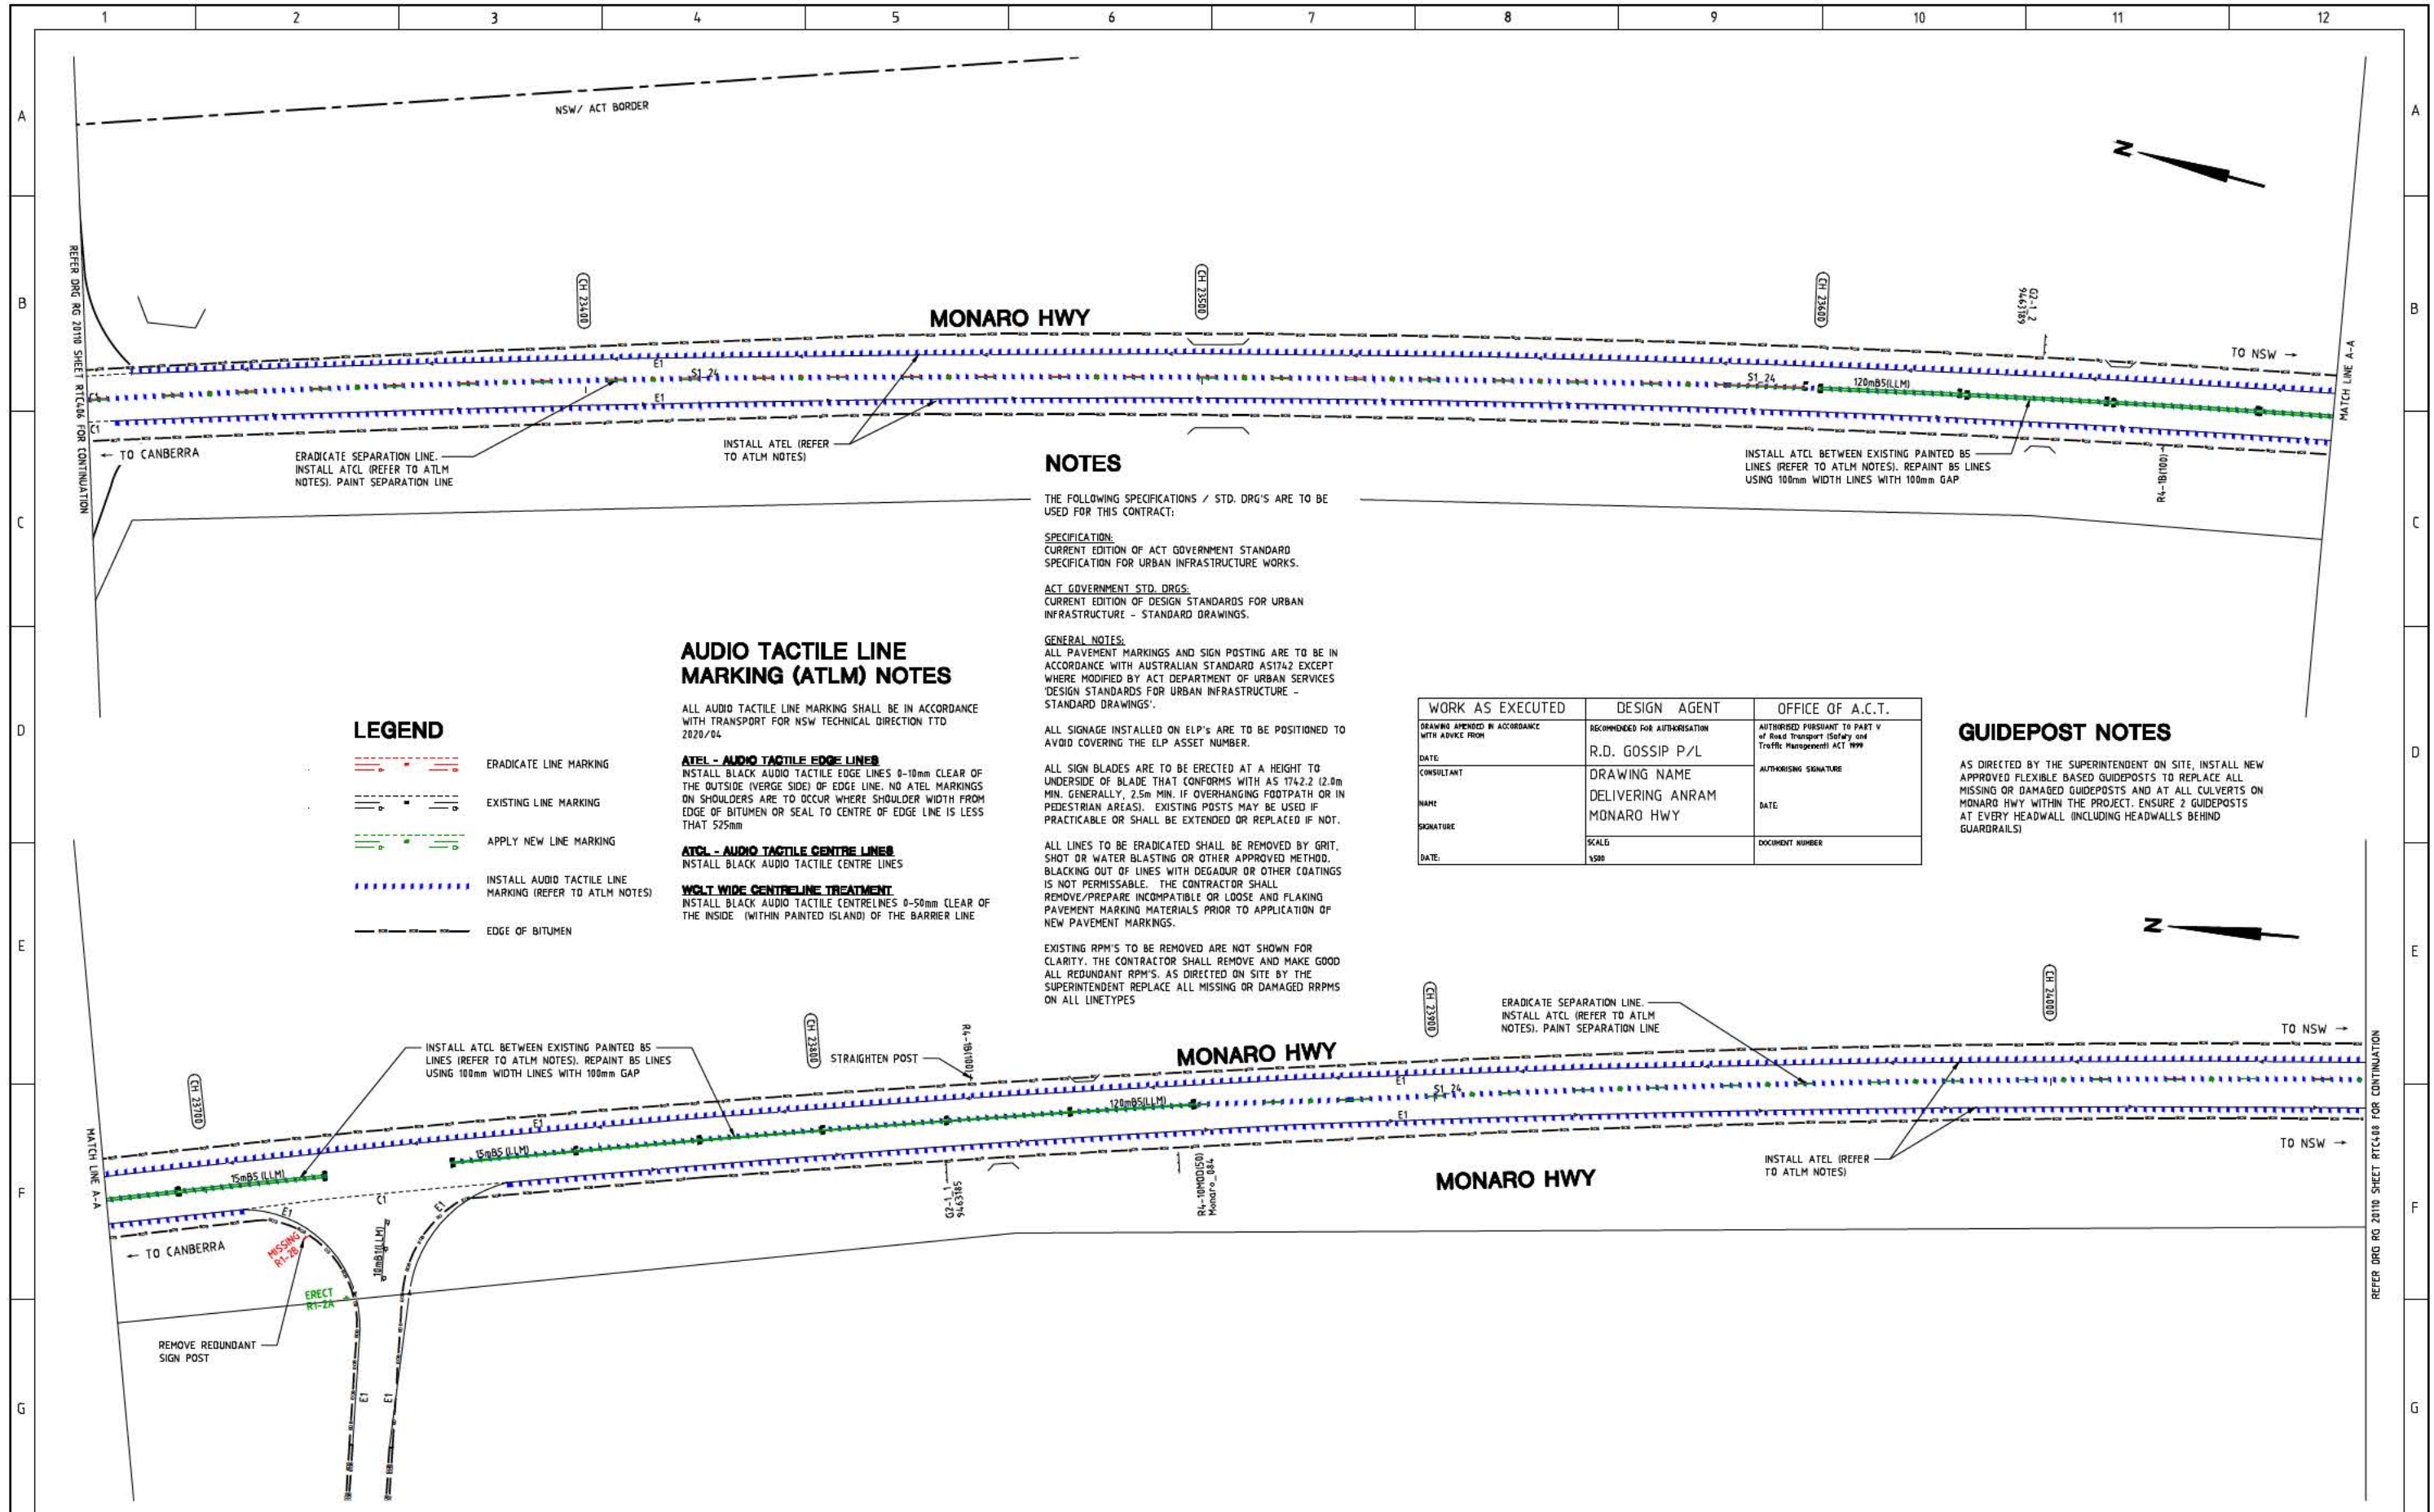 1 2 3 4 5 6 7 8 9 10 11 12
A
B
C
D
E
F
G
A
B
C
D
E
F
G
NSW/ ACT BORDER
N
REFER DRG RG 20110 SHEET RTC406 FOR CONTINUATION
CH 23400
MONARO HWY
CH 23500
CH 23600
G2-1_2
9463189
TO NSW →
MATCH LINE A-A
C1
E1
S1_24
E1
S1_24
120mB5(LLM)
C1
← TO CANBERRA
ERADICATE SEPARATION LINE.
INSTALL ATCL (REFER TO ATLM
NOTES). PAINT SEPARATION LINE
INSTALL ATEL (REFER
TO ATLM NOTES)
INSTALL ATCL BETWEEN EXISTING PAINTED B5
LINES (REFER TO ATLM NOTES). REPAINT B5 LINES
USING 100mm WIDTH LINES WITH 100mm GAP
R4-1B(100)
NOTES
THE FOLLOWING SPECIFICATIONS / STD. DRG'S ARE TO BE
USED FOR THIS CONTRACT:
SPECIFICATION:
CURRENT EDITION OF ACT GOVERNMENT STANDARD
SPECIFICATION FOR URBAN INFRASTRUCTURE WORKS.
ACT GOVERNMENT STD. DRGS:
CURRENT EDITION OF DESIGN STANDARDS FOR URBAN
INFRASTRUCTURE - STANDARD DRAWINGS.
GENERAL NOTES:
ALL PAVEMENT MARKINGS AND SIGN POSTING ARE TO BE IN
ACCORDANCE WITH AUSTRALIAN STANDARD AS1742 EXCEPT
WHERE MODIFIED BY ACT DEPARTMENT OF URBAN SERVICES
'DESIGN STANDARDS FOR URBAN INFRASTRUCTURE -
STANDARD DRAWINGS'.
ALL SIGNAGE INSTALLED ON ELP's ARE TO BE POSITIONED TO
AVOID COVERING THE ELP ASSET NUMBER.
ALL SIGN BLADES ARE TO BE ERECTED AT A HEIGHT TO
UNDERSIDE OF BLADE THAT CONFORMS WITH AS 1742.2 (2.0m
MIN. GENERALLY, 2.5m MIN. IF OVERHANGING FOOTPATH OR IN
PEDESTRIAN AREAS). EXISTING POSTS MAY BE USED IF
PRACTICABLE OR SHALL BE EXTENDED OR REPLACED IF NOT.
ALL LINES TO BE ERADICATED SHALL BE REMOVED BY GRIT,
SHOT OR WATER BLASTING OR OTHER APPROVED METHOD.
BLACKING OUT OF LINES WITH DEGADUR OR OTHER COATINGS
IS NOT PERMISSABLE. THE CONTRACTOR SHALL
REMOVE/PREPARE INCOMPATIBLE OR LOOSE AND FLAKING
PAVEMENT MARKING MATERIALS PRIOR TO APPLICATION OF
NEW PAVEMENT MARKINGS.
EXISTING RPM'S TO BE REMOVED ARE NOT SHOWN FOR
CLARITY. THE CONTRACTOR SHALL REMOVE AND MAKE GOOD
ALL REDUNDANT RPM'S. AS DIRECTED ON SITE BY THE
SUPERINTENDENT REPLACE ALL MISSING OR DAMAGED RRPMS
ON ALL LINETYPES
AUDIO TACTILE LINE
MARKING (ATLM) NOTES
ALL AUDIO TACTILE LINE MARKING SHALL BE IN ACCORDANCE
WITH TRANSPORT FOR NSW TECHNICAL DIRECTION TTD
2020/04
ATEL - AUDIO TACTILE EDGE LINES
INSTALL BLACK AUDIO TACTILE EDGE LINES 0-10mm CLEAR OF
THE OUTSIDE (VERGE SIDE) OF EDGE LINE. NO ATEL MARKINGS
ON SHOULDERS ARE TO OCCUR WHERE SHOULDER WIDTH FROM
EDGE OF BITUMEN OR SEAL TO CENTRE OF EDGE LINE IS LESS
THAT 525mm
ATCL - AUDIO TACTILE CENTRE LINES
INSTALL BLACK AUDIO TACTILE CENTRE LINES
WCLT WIDE CENTRELINE TREATMENT
INSTALL BLACK AUDIO TACTILE CENTRELINES 0-50mm CLEAR OF
THE INSIDE (WITHIN PAINTED ISLAND) OF THE BARRIER LINE
LEGEND
ERADICATE LINE MARKING
EXISTING LINE MARKING
APPLY NEW LINE MARKING
INSTALL AUDIO TACTILE LINE
MARKING (REFER TO ATLM NOTES)
EDGE OF BITUMEN
WORK AS EXECUTED
DRAWING AMENDED IN ACCORDANCE
WITH ADVICE FROM
DATE:
CONSULTANT
NAME
SIGNATURE
DATE:
DESIGN AGENT
RECOMMENDED FOR AUTHORISATION
R.D. GOSSIP P/L
DRAWING NAME
DELIVERING ANRAM
MONARO HWY
SCALE:
1:500
OFFICE OF A.C.T.
AUTHORISED PURSUANT TO PART V
of Road Transport (Safety and
Traffic Management) ACT 1999
AUTHORISING SIGNATURE
DATE:
DOCUMENT NUMBER
GUIDEPOST NOTES
AS DIRECTED BY THE SUPERINTENDENT ON SITE, INSTALL NEW
APPROVED FLEXIBLE BASED GUIDEPOSTS TO REPLACE ALL
MISSING OR DAMAGED GUIDEPOSTS AND AT ALL CULVERTS ON
MONARO HWY WITHIN THE PROJECT. ENSURE 2 GUIDEPOSTS
AT EVERY HEADWALL (INCLUDING HEADWALLS BEHIND
GUARDRAILS)
N
MATCH LINE A-A
CH 23700
INSTALL ATCL BETWEEN EXISTING PAINTED B5
LINES (REFER TO ATLM NOTES). REPAINT B5 LINES
USING 100mm WIDTH LINES WITH 100mm GAP
CH 23800
STRAIGHTEN POST
R4-1B(100)
MONARO HWY
CH 23900
ERADICATE SEPARATION LINE.
INSTALL ATCL (REFER TO ATLM
NOTES). PAINT SEPARATION LINE
CH 24000
TO NSW →
E1
15mB5 (LLM)
15mB5 (LLM)
120mB5(LLM)
E1
S1_24
E1
C1
E1
E1
10mB1(LLM)
G2-1_1
9463185
R4-10MOD(50)
Monaro_084
MONARO HWY
INSTALL ATEL (REFER
TO ATLM NOTES)
TO NSW →
REFER DRG RG 20110 SHEET RTC408 FOR CONTINUATION
← TO CANBERRA
MISSING
R1-2B
ERECT
R1-2A
REMOVE REDUNDANT
SIGN POST
E1
E1